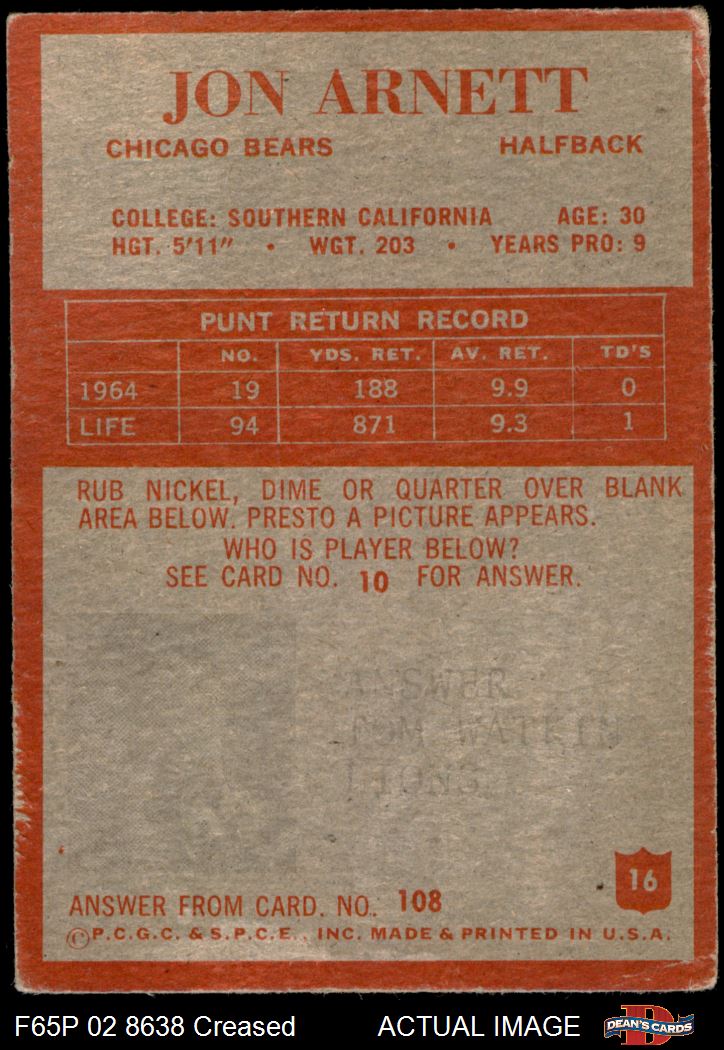 JON ARNETT
CHICAGO BEARS HALFBACK
COLLEGE: SOUTHERN CALIFORNIA AGE: 30
HGT. 5'11" • WGT. 203 • YEARS PRO: 9
PUNT RETURN RECORD
NO. YDS. RET. AV. RET. TD'S
1964 19 188 9.9 0
LIFE 94 871 9.3 1
RUB NICKEL, DIME OR QUARTER OVER BLANK
AREA BELOW. PRESTO A PICTURE APPEARS.
WHO IS PLAYER BELOW?
SEE CARD NO. 10 FOR ANSWER.
ANSWER
TOM WATKINS
LIONS
16
ANSWER FROM CARD. NO. 108
©P.C.G.C. & S.P.C.E., INC. MADE & PRINTED IN U.S.A.
F65P 02 8638 Creased ACTUAL IMAGE
D
DEAN'S CARDS